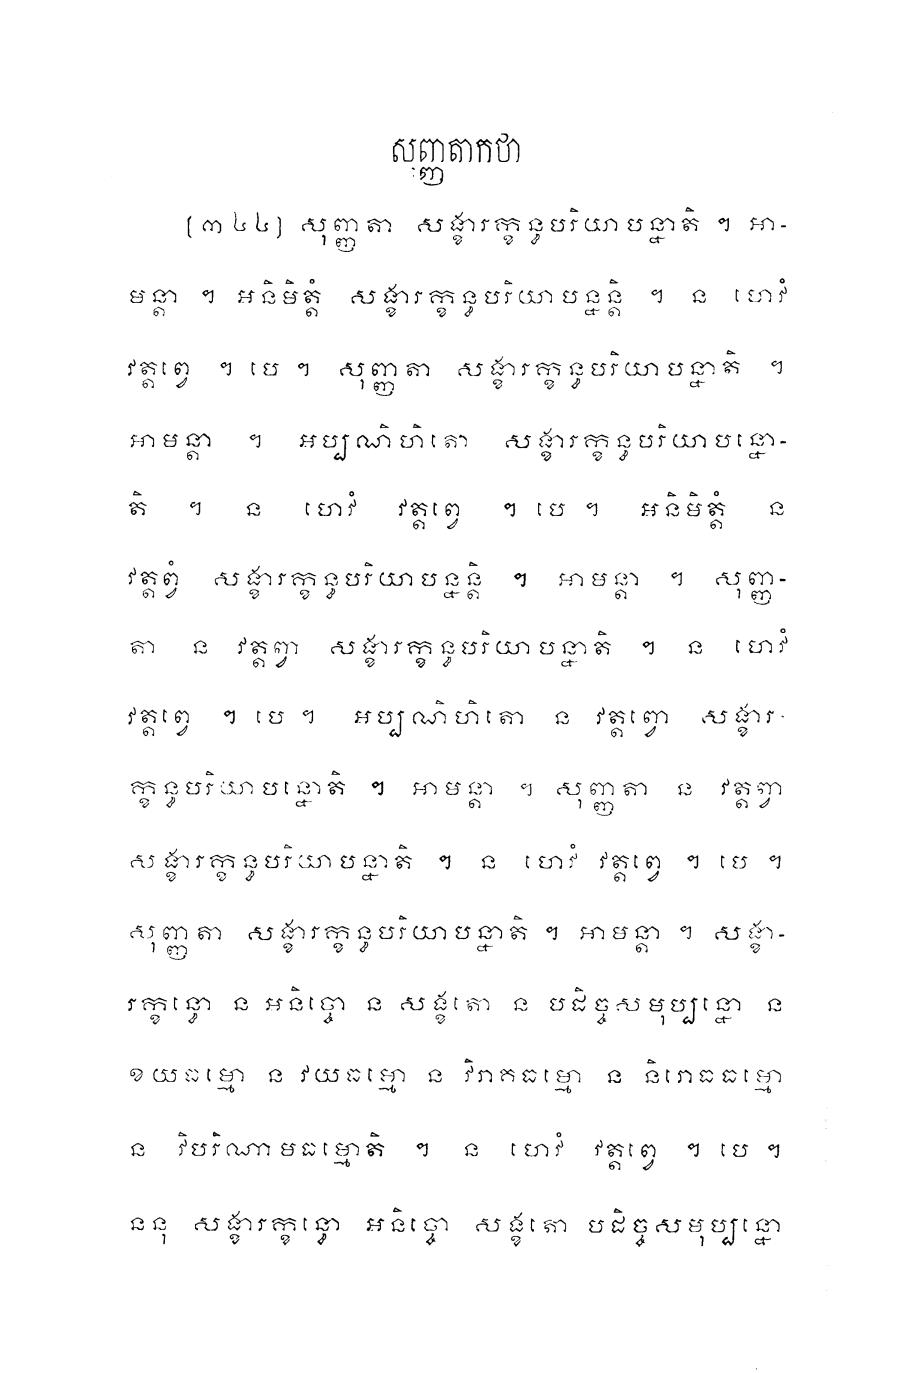 សុញ្ញតាកថា
[៣៤៤] សុញ្ញតា សង្ខារក្ខន្ធបរិយាបន្នាតិ ។ អា-
មន្តា ។ អនិមិត្តំ សង្ខារក្ខន្ធបរិយាបន្នន្តិ ។ ន ហេវំ
វត្តព្វេ ។ បេ ។ សុញ្ញតា សង្ខារក្ខន្ធបរិយាបន្នាតិ ។
អាមន្តា ។ អប្បណិហិតោ សង្ខារក្ខន្ធបរិយាបន្នោ-
តិ ។ ន ហេវំ វត្តព្វេ ។ បេ ។ អនិមិត្តំ ន
វត្តព្វំ សង្ខារក្ខន្ធបរិយាបន្នន្តិ ។ អាមន្តា ។ សុញ្ញ-
តា ន វត្តព្វា សង្ខារក្ខន្ធបរិយាបន្នាតិ ។ ន ហេវំ
វត្តព្វេ ។ បេ ។ អប្បណិហិតោ ន វត្តព្វោ សង្ខារ-
ក្ខន្ធបរិយាបន្នោតិ ។ អាមន្តា ។ សុញ្ញតា ន វត្តព្វា
សង្ខារក្ខន្ធបរិយាបន្នាតិ ។ ន ហេវំ វត្តព្វេ ។ បេ ។
សុញ្ញតា សង្ខារក្ខន្ធបរិយាបន្នាតិ ។ អាមន្តា ។ សង្ខា-
រក្ខន្ធោ ន អនិច្ចោ ន សង្ខតោ ន បដិច្ចសមុប្បន្នោ ន
ខយធម្មោ ន វយធម្មោ ន វិរាគធម្មោ ន និរោធធម្មោ
ន វិបរិណាមធម្មោតិ ។ ន ហេវំ វត្តព្វេ ។ បេ ។
ននុ សង្ខារក្ខន្ធោ អនិច្ចោ សង្ខតោ បដិច្ចសមុប្បន្នោ